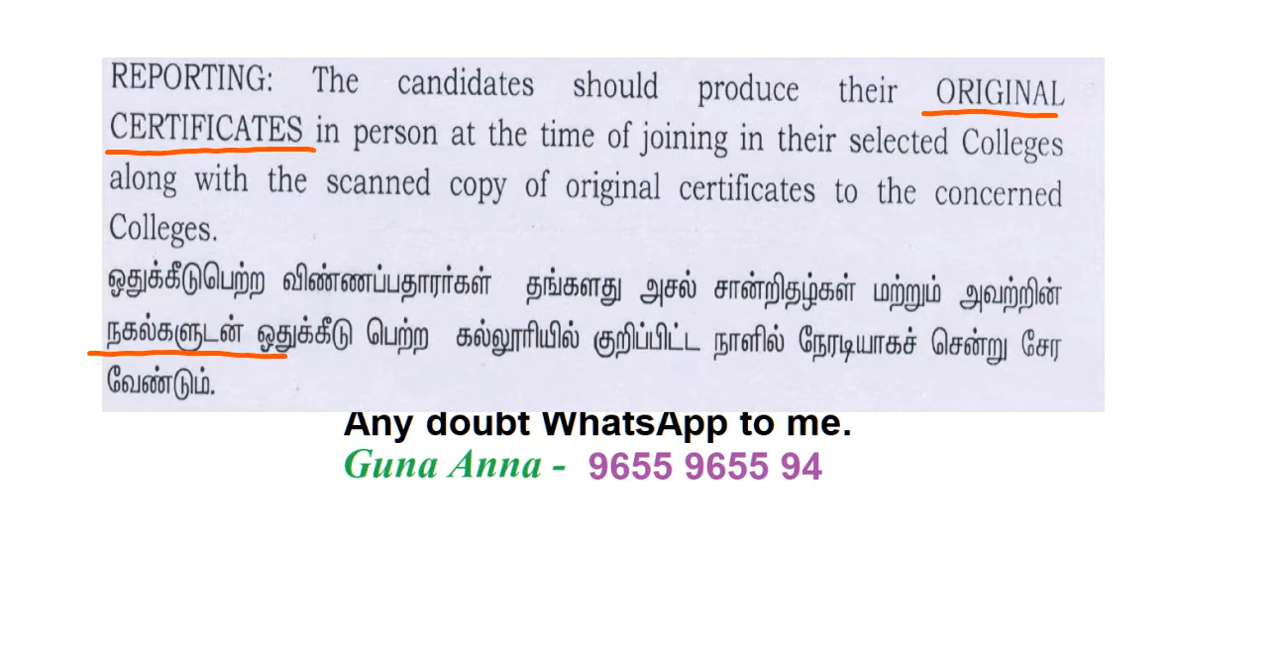 REPORTING: The candidates should produce their ORIGINAL
CERTIFICATES in person at the time of joining in their selected Colleges
along with the scanned copy of original certificates to the concerned
Colleges.
ஒதுக்கீடுபெற்ற விண்ணப்பதாரர்கள் தங்களது அசல் சான்றிதழ்கள் மற்றும் அவற்றின்
நகல்களுடன் ஒதுக்கீடு பெற்ற கல்லூரியில் குறிப்பிட்ட நாளில் நேரடியாகச் சென்று சேர
வேண்டும்.
Any doubt WhatsApp to me.
Guna Anna - 9655 9655 94